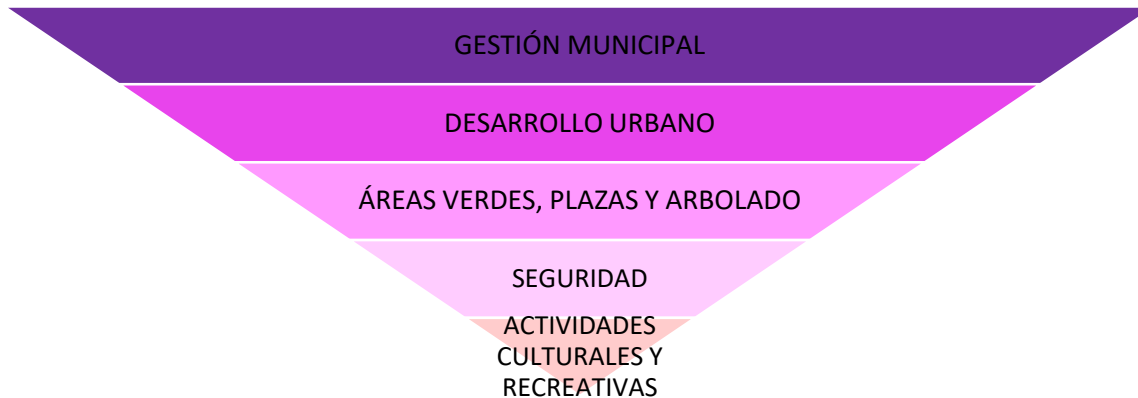 GESTIÓN MUNICIPAL
DESARROLLO URBANO
ÁREAS VERDES, PLAZAS Y ARBOLADO
SEGURIDAD
ACTIVIDADES
CULTURALES Y
RECREATIVAS